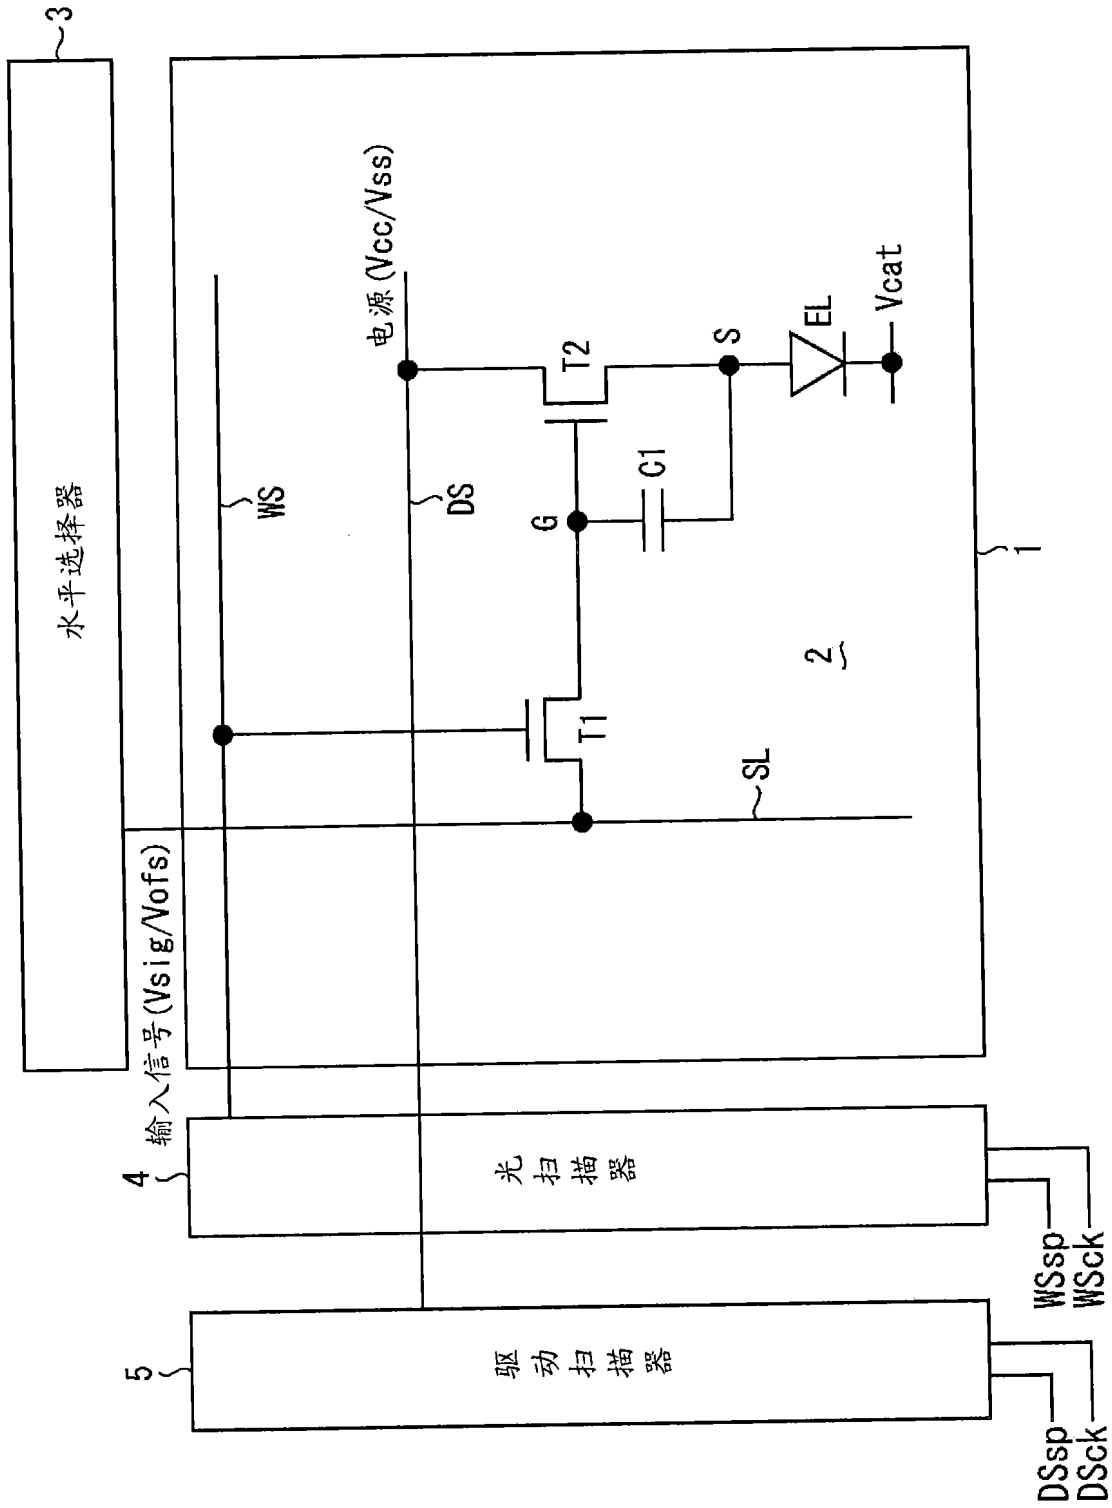 3
水平选择器
输入信号(Vsig/Vofs)
WS
电源(Vcc/Vss)
DS
G
T2
T1
C1
S
EL
Vcat
SL
2
1
4
光扫描器
WSsp
WSck
5
驱动扫描器
DSsp
DSck